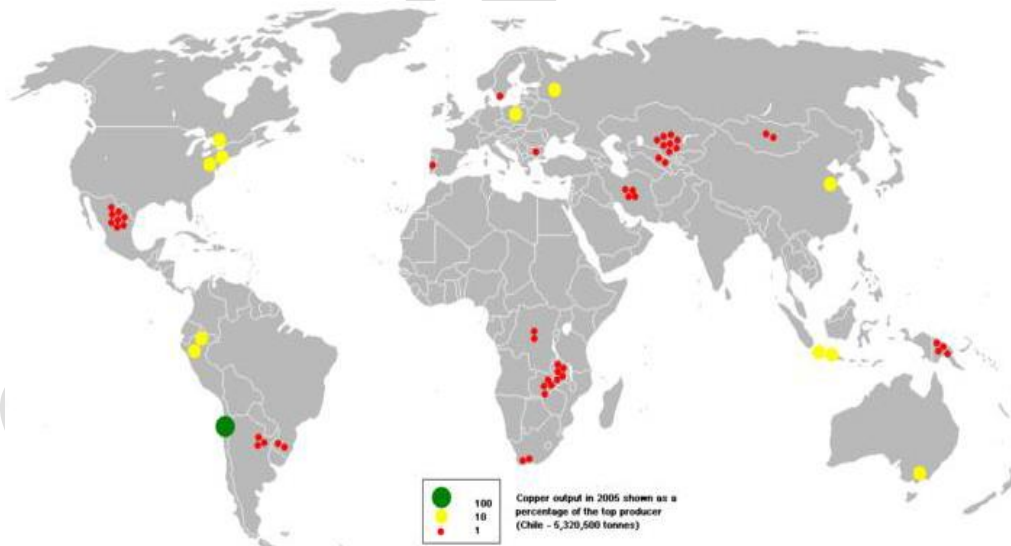 100
10
1
Copper output in 2005 shown as a
percentage of the top producer
(Chile - 5,320,500 tonnes)